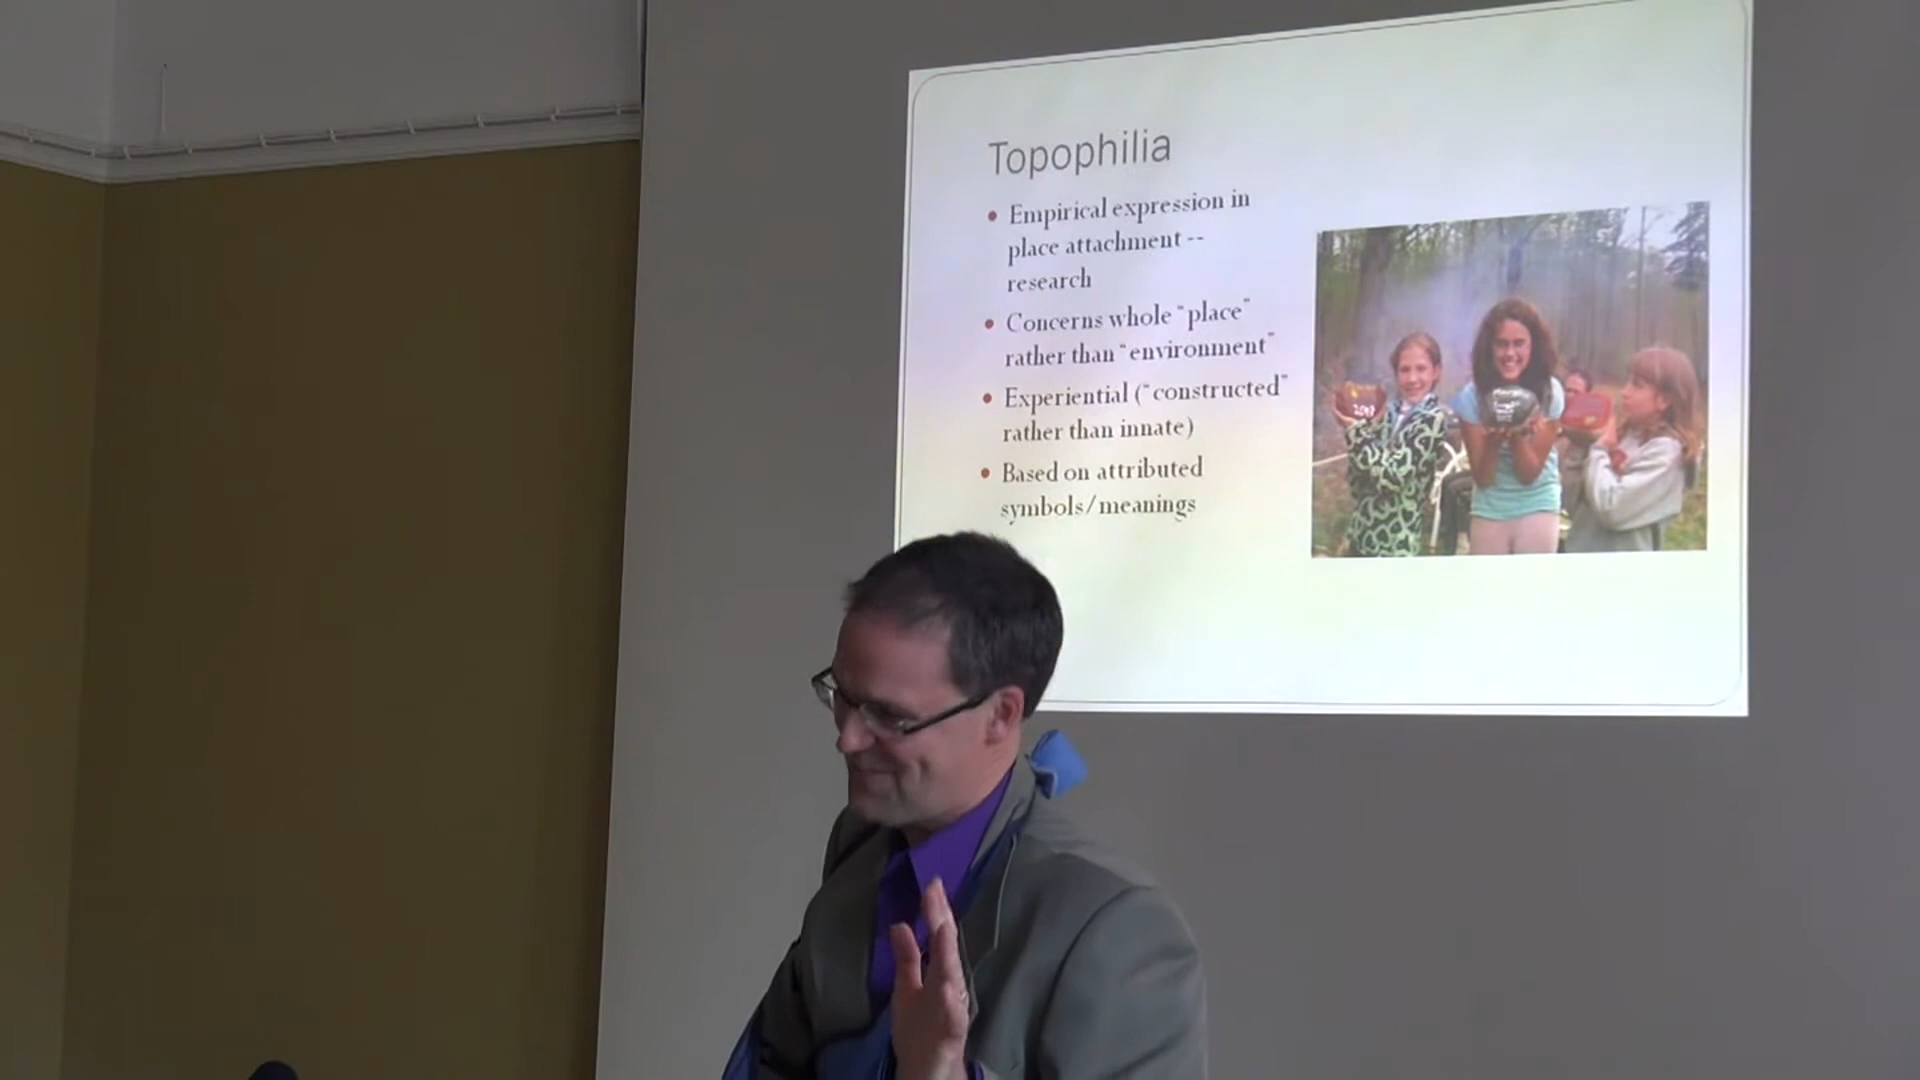 Topophilia
• Empirical expression in
place attachment --
research
• Concerns whole "place"
rather than "environment"
• Experiential ("constructed"
rather than innate)
• Based on attributed
symbols/meanings